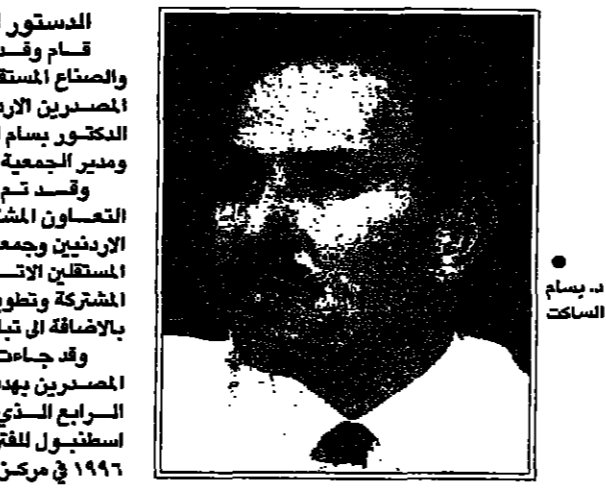 الدستور
قام وفد
والصناع المستق
المصدرين الار
الدكتور بسام
ومدير الجمعية
وقد تم
التعاون المش
الاردنيين وجمع
المستقلين الات
المشتركة وتطوي
بالاضافة الى تبا
وقد جاءت
المصدرين بهد
الرابع الذي
اسطنبول للفتر
١٩٩٦ في مركز
د. بسام
الساكت